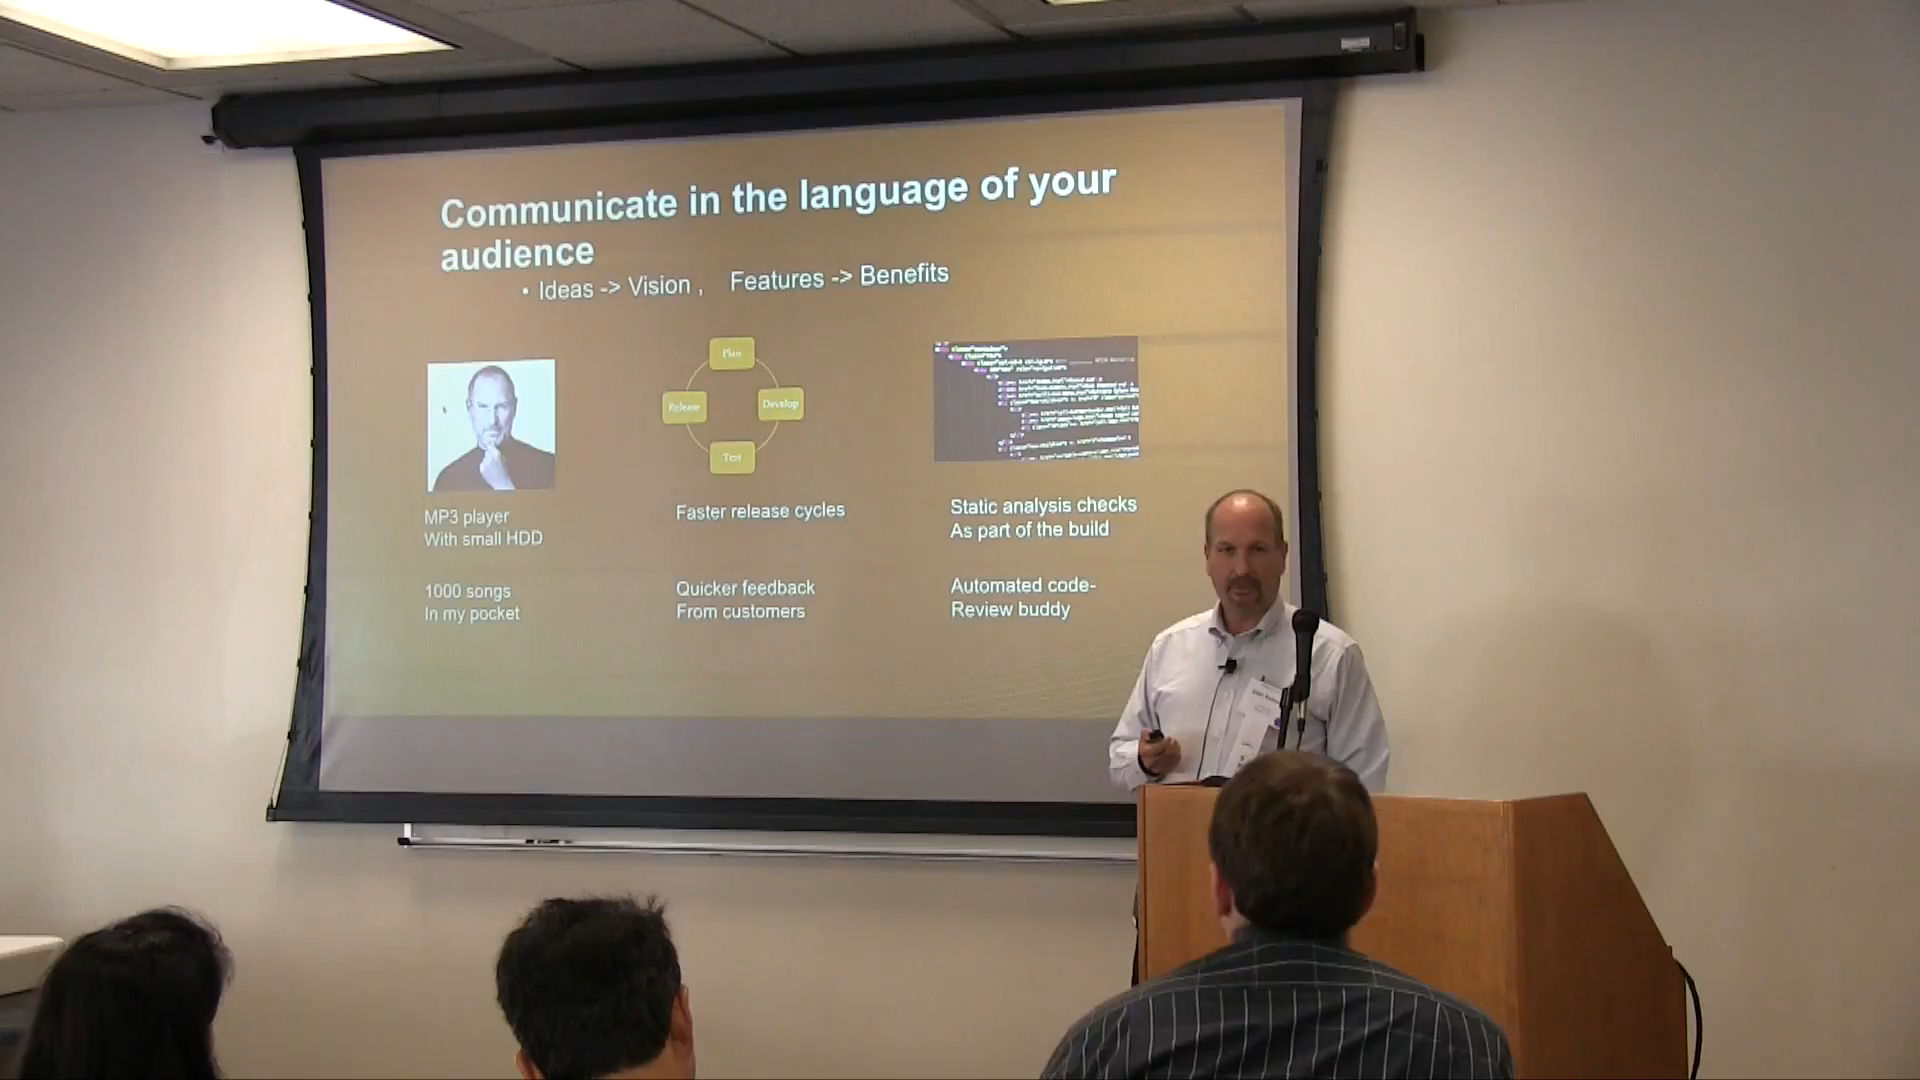 Communicate in the language of your
audience
• Ideas -> Vision , Features -> Benefits
Plan
Release
Develop
Test
MP3 player
With small HDD
Faster release cycles
Static analysis checks
As part of the build
1000 songs
In my pocket
Quicker feedback
From customers
Automated code-
Review buddy